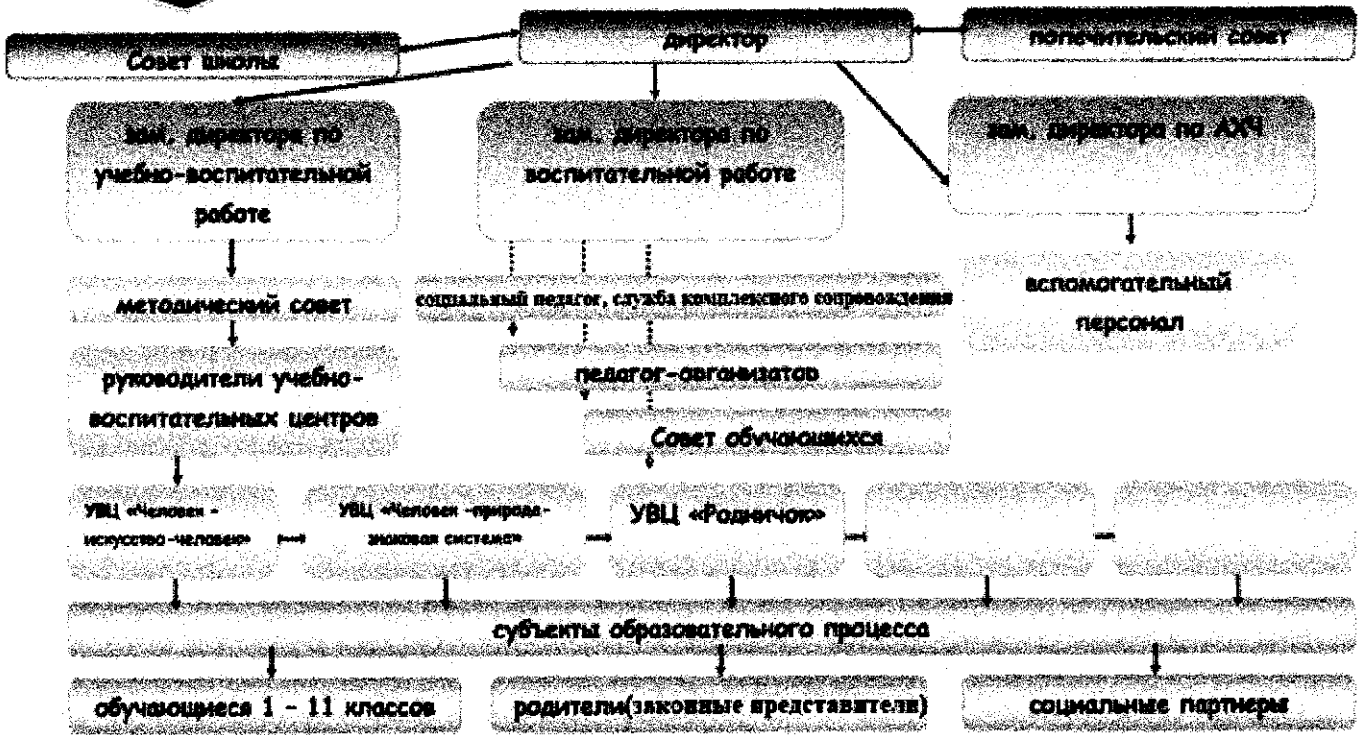 Совет школы
директор
попечительский совет
зам. директора по
учебно-воспитательной
работе
зам. директора по
воспитательной работе
зам. директора по АХЧ
методический совет
социальный педагог, служба комплексного сопровождения
вспомогательный
персонал
педагог-организатор
руководители учебно-
воспитательных центров
Совет обучающихся
УВЦ «Человек -
искусство-человек»
УВЦ «Человек -природа-
знаковая система»
УВЦ «Родничок»
субъекты образовательного процесса
обучающиеся 1 - 11 классов
родители(законные представители)
социальные партнеры